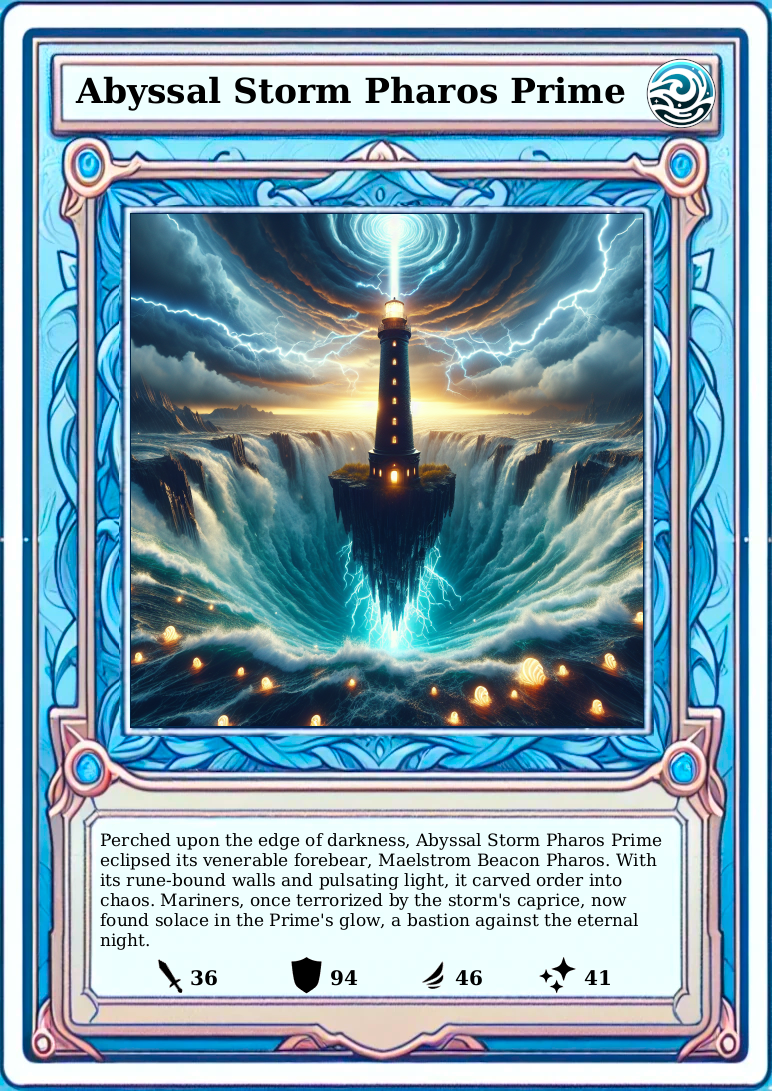 Abyssal Storm Pharos Prime
Perched upon the edge of darkness, Abyssal Storm Pharos Prime
eclipsed its venerable forebear, Maelstrom Beacon Pharos. With
its rune-bound walls and pulsating light, it carved order into
chaos. Mariners, once terrorized by the storm's caprice, now
found solace in the Prime's glow, a bastion against the eternal
night.
36 94 46 41